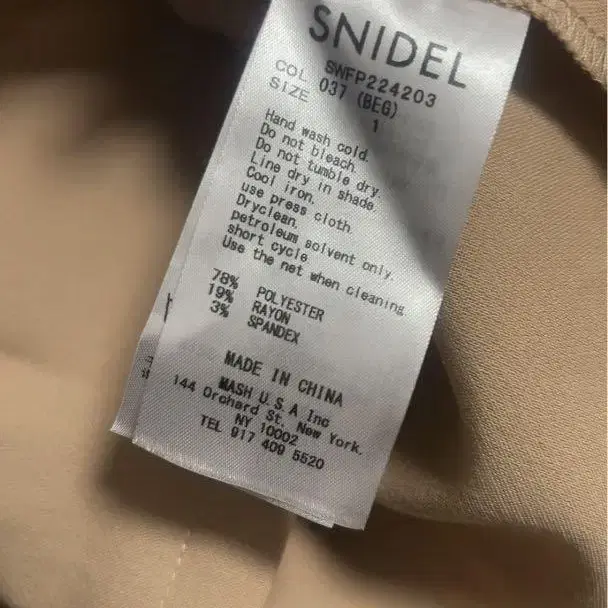 SNIDEL
SWFP224203
COL 037 (BEG)
SIZE 1
Hand wash cold.
Do not bleach.
Do not tumble dry.
Line dry in shade.
Cool iron.
use press cloth.
Dryclean.
petroleum solvent only.
short cycle.
Use the net when cleaning.
78% POLYESTER
19% RAYON
3% SPANDEX
MADE IN CHINA
MASH U.S.A Inc
144 Orchard St. New York.
NY 10002
TEL 917 409 5520